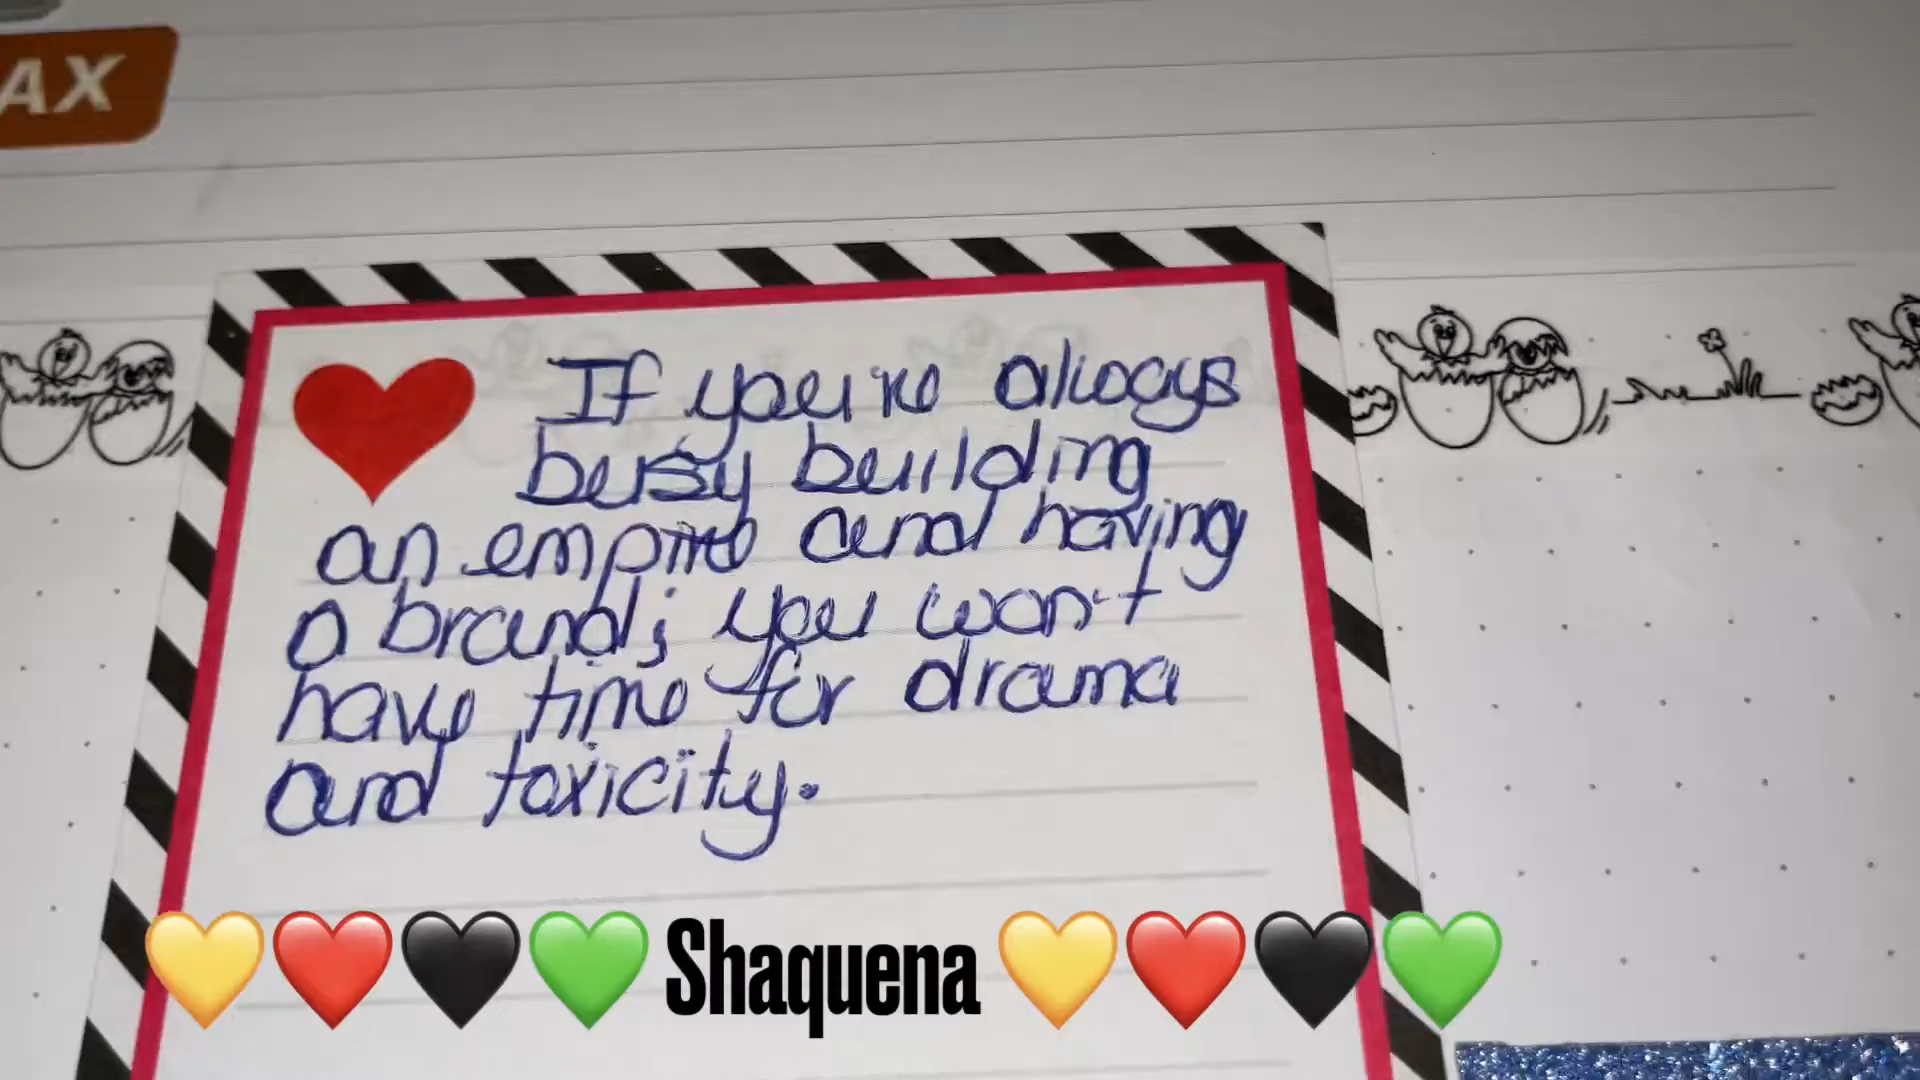 AX
If you're always
busy building
an empire and having
a brand; you won't
have time for drama
and toxicity.
💛❤️🖤💚 Shaquena 💛❤️🖤💚